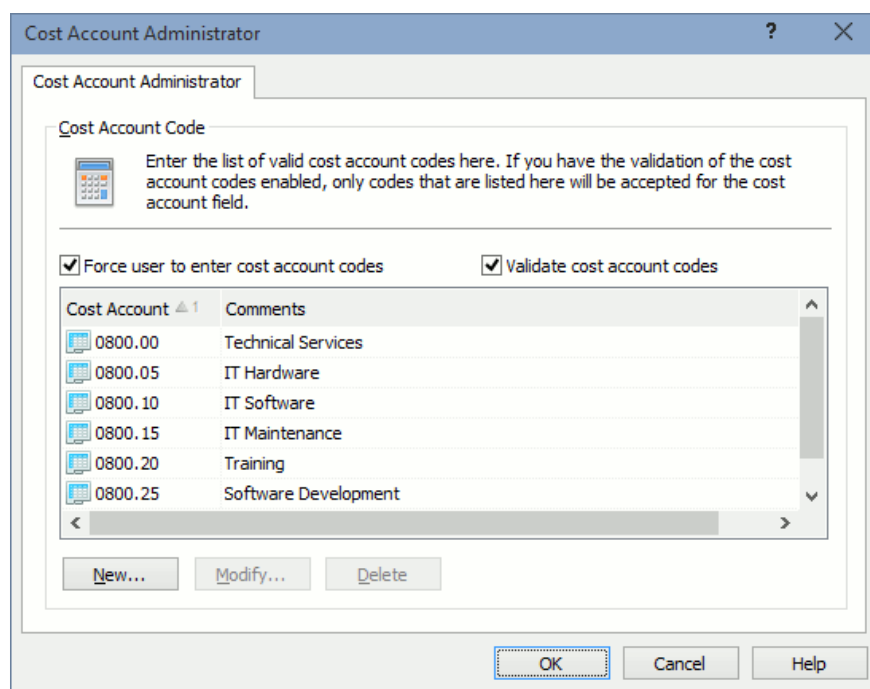 Cost Account Administrator ?
Cost Account Administrator
Cost Account Code
Enter the list of valid cost account codes here. If you have the validation of the cost
account codes enabled, only codes that are listed here will be accepted for the cost
account field.
Force user to enter cost account codes Validate cost account codes
Cost Account 1 Comments
0800.00 Technical Services
0800.05 IT Hardware
0800.10 IT Software
0800.15 IT Maintenance
0800.20 Training
0800.25 Software Development
New... Modify... Delete
OK Cancel Help